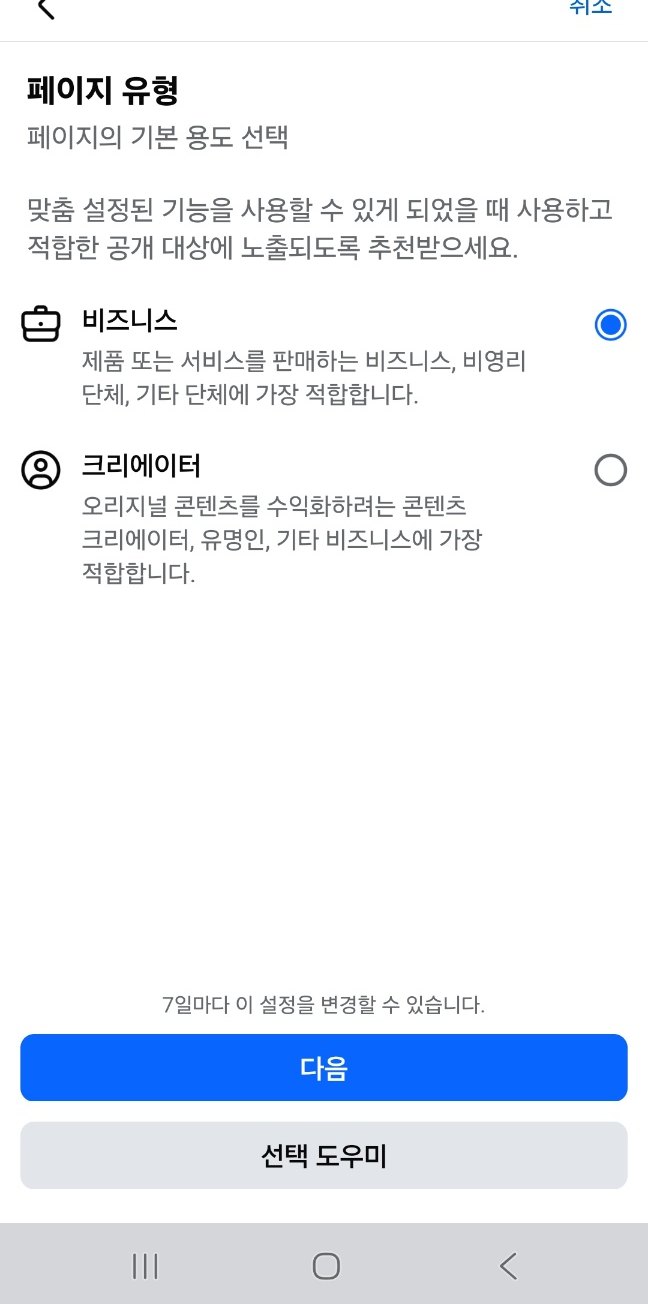 취소
페이지 유형
페이지의 기본 용도 선택
맞춤 설정된 기능을 사용할 수 있게 되었을 때 사용하고
적합한 공개 대상에 노출되도록 추천받으세요.
비즈니스
제품 또는 서비스를 판매하는 비즈니스, 비영리
단체, 기타 단체에 가장 적합합니다.
크리에이터
오리지널 콘텐츠를 수익화하려는 콘텐츠
크리에이터, 유명인, 기타 비즈니스에 가장
적합합니다.
7일마다 이 설정을 변경할 수 있습니다.
다음
선택 도우미